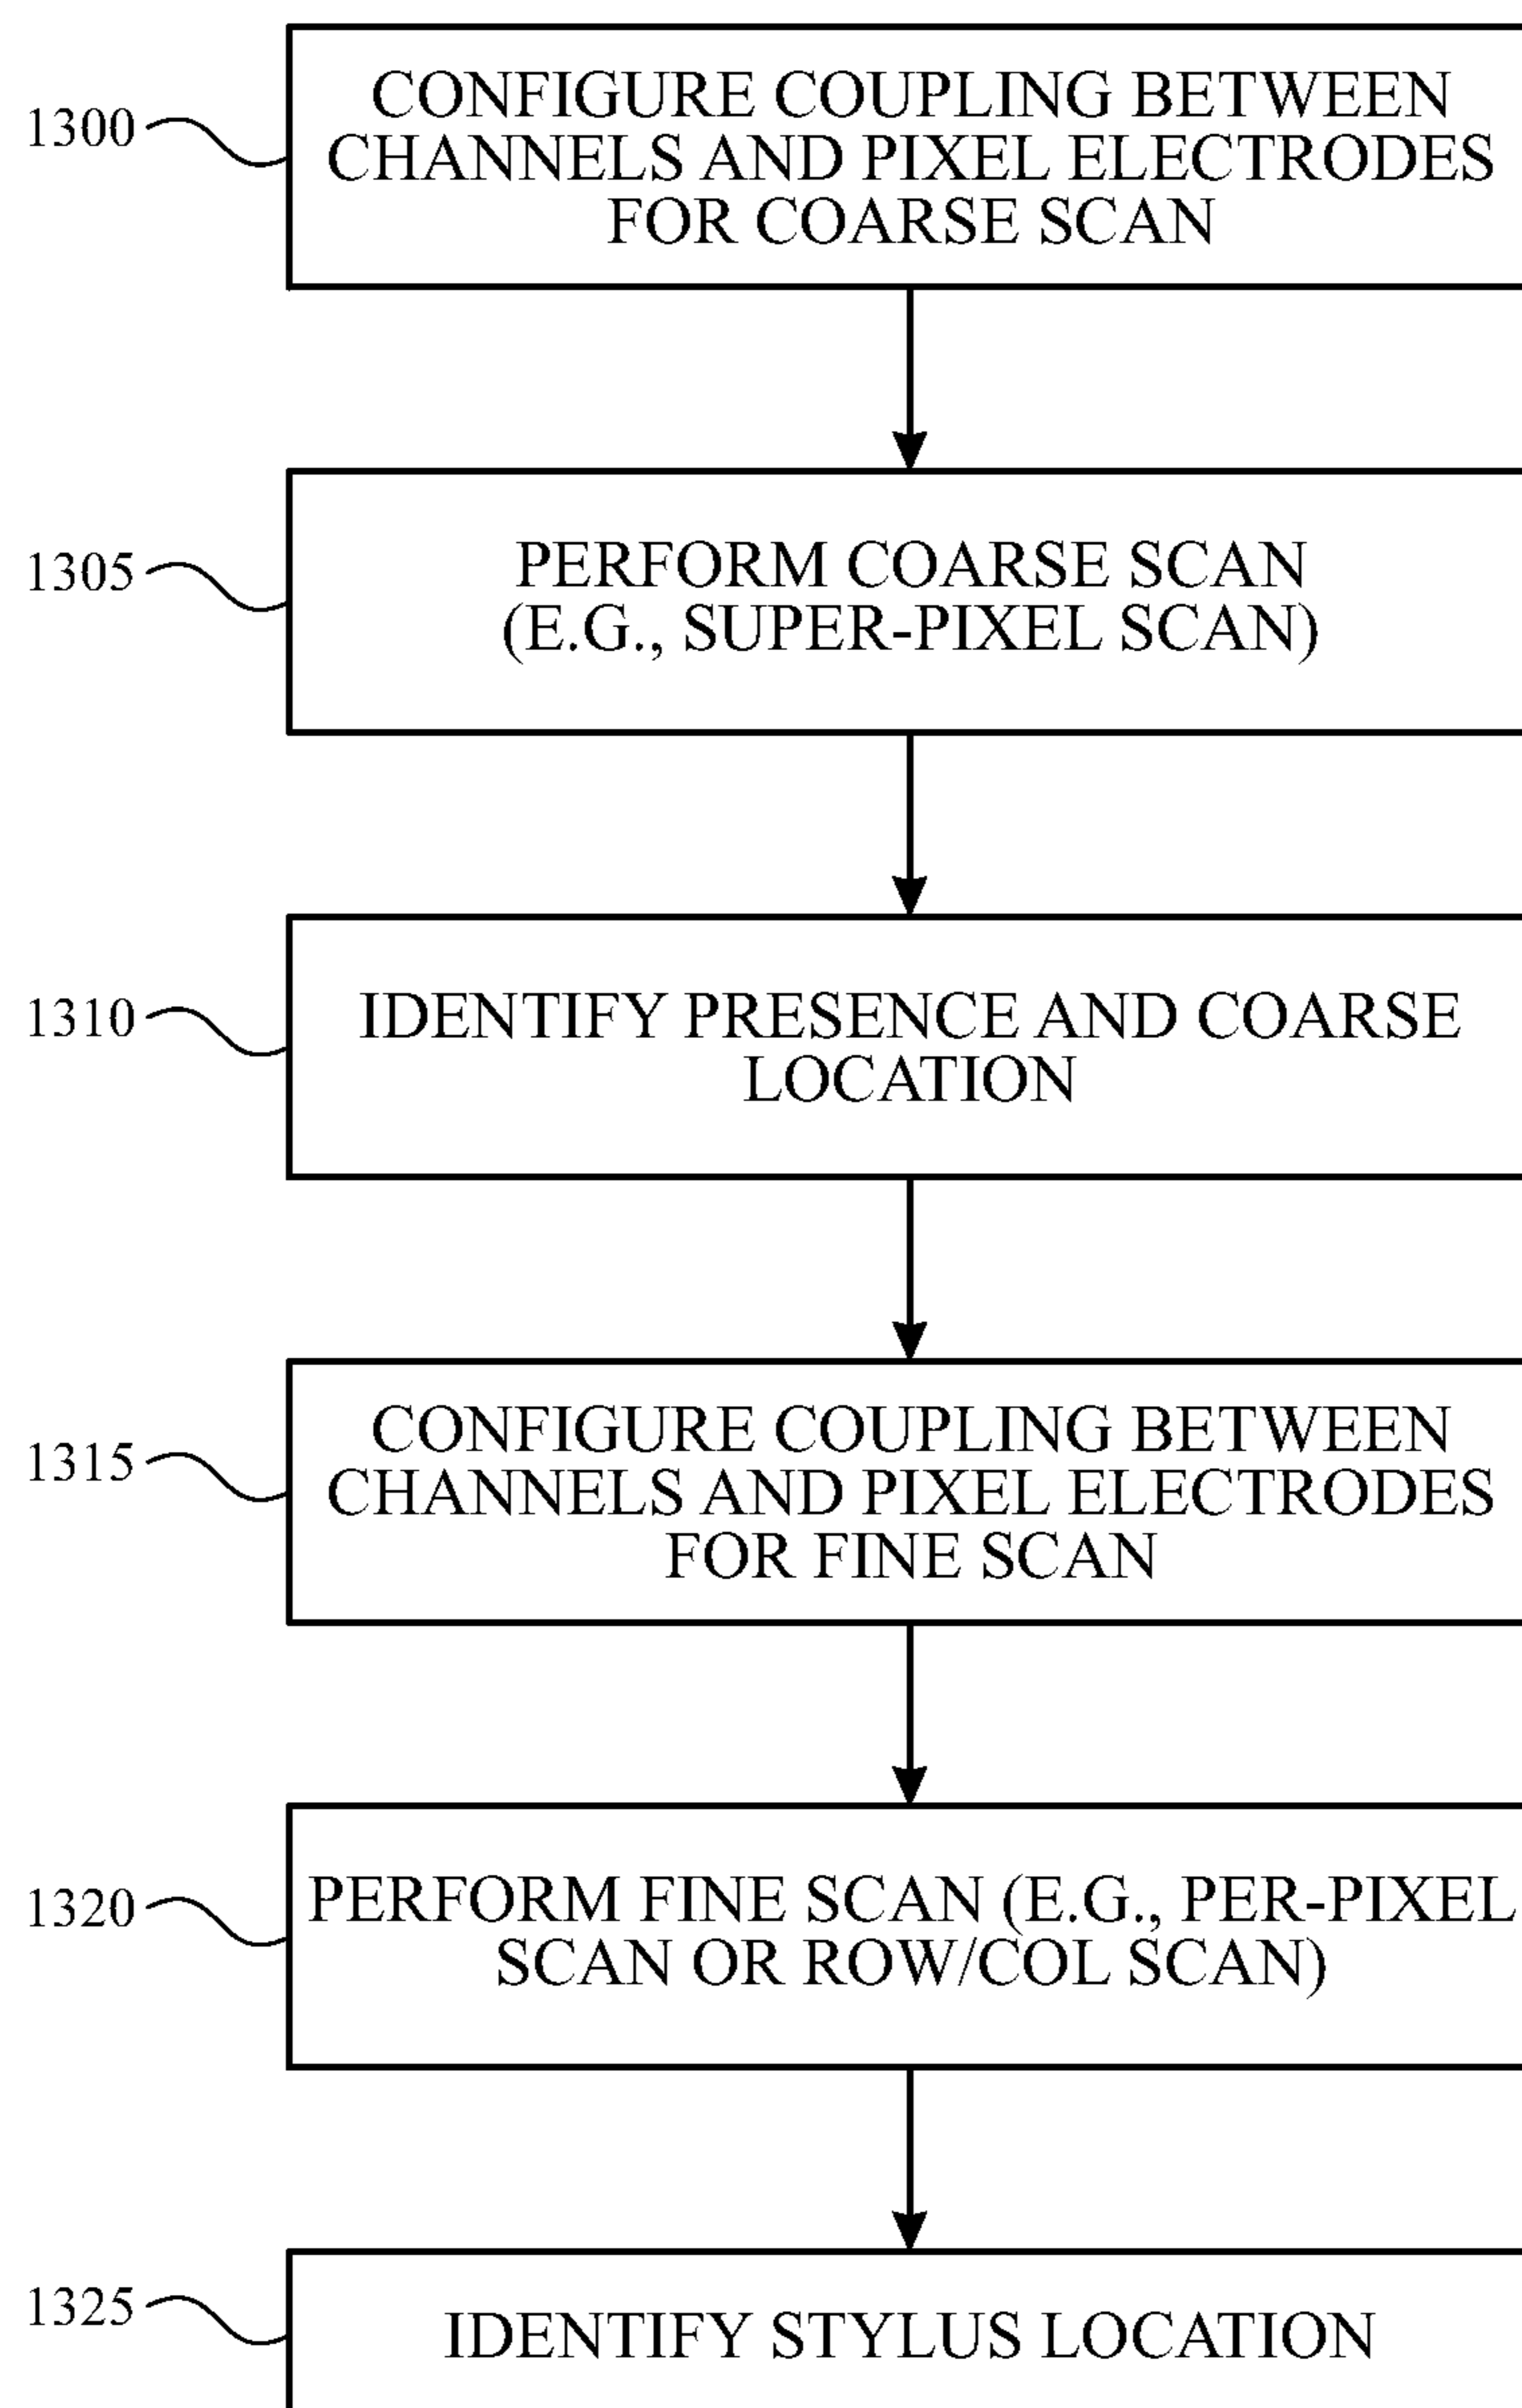 1300
CONFIGURE COUPLING BETWEEN
CHANNELS AND PIXEL ELECTRODES
FOR COARSE SCAN
1305
PERFORM COARSE SCAN
(E.G., SUPER-PIXEL SCAN)
1310
IDENTIFY PRESENCE AND COARSE
LOCATION
1315
CONFIGURE COUPLING BETWEEN
CHANNELS AND PIXEL ELECTRODES
FOR FINE SCAN
1320
PERFORM FINE SCAN (E.G., PER-PIXEL
SCAN OR ROW/COL SCAN)
1325
IDENTIFY STYLUS LOCATION